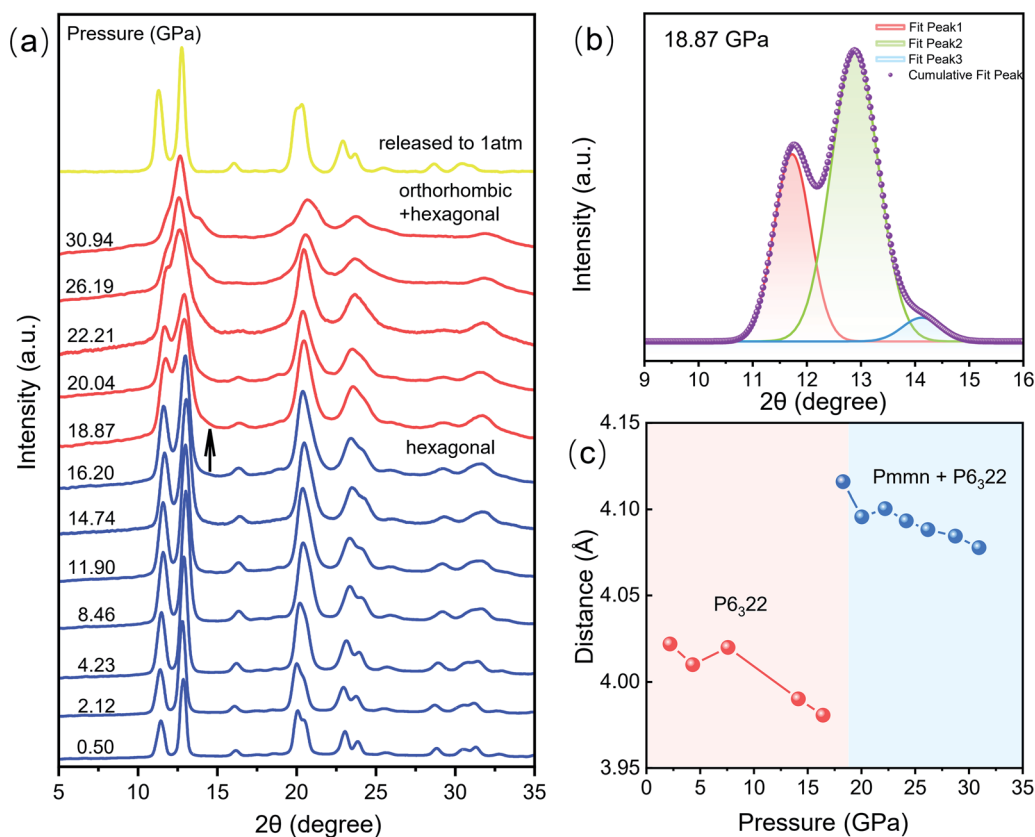 (a)
Pressure (GPa)
released to 1atm
orthorhombic
+hexagonal
30.94
26.19
22.21
20.04
18.87
hexagonal
16.20
14.74
11.90
8.46
4.23
2.12
0.50
Intensity (a.u.)
5 10 15 20 25 30 35
2θ (degree)
(b)
18.87 GPa
Fit Peak1
Fit Peak2
Fit Peak3
Cumulative Fit Peak
Intensity (a.u.)
9 10 11 12 13 14 15 16
2θ (degree)
(c)
4.15
4.10
4.05
4.00
3.95
Distance (Å)
Pmmn + P6₃22
P6₃22
0 5 10 15 20 25 30 35
Pressure (GPa)